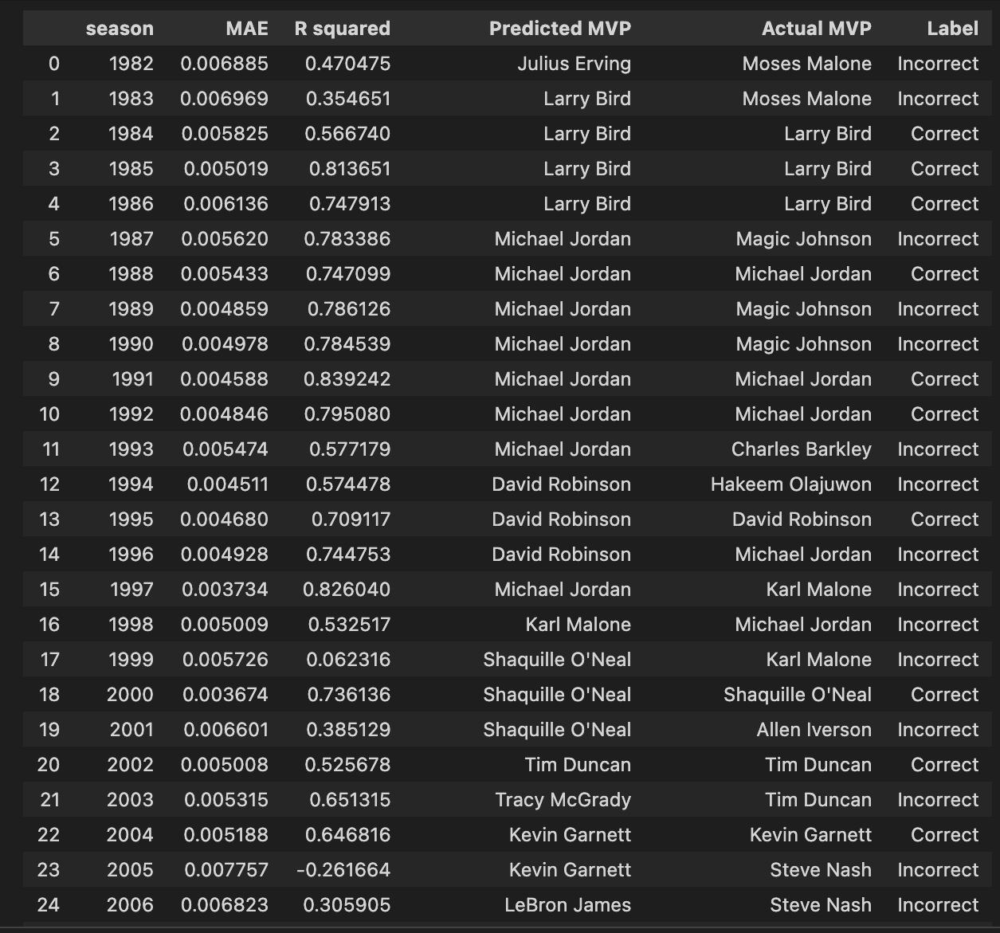 season MAE R squared Predicted MVP Actual MVP Label
0 1982 0.006885 0.470475 Julius Erving Moses Malone Incorrect
1 1983 0.006969 0.354651 Larry Bird Moses Malone Incorrect
2 1984 0.005825 0.566740 Larry Bird Larry Bird Correct
3 1985 0.005019 0.813651 Larry Bird Larry Bird Correct
4 1986 0.006136 0.747913 Larry Bird Larry Bird Correct
5 1987 0.005620 0.783386 Michael Jordan Magic Johnson Incorrect
6 1988 0.005433 0.747099 Michael Jordan Michael Jordan Correct
7 1989 0.004859 0.786126 Michael Jordan Magic Johnson Incorrect
8 1990 0.004978 0.784539 Michael Jordan Magic Johnson Incorrect
9 1991 0.004588 0.839242 Michael Jordan Michael Jordan Correct
10 1992 0.004846 0.795080 Michael Jordan Michael Jordan Correct
11 1993 0.005474 0.577179 Michael Jordan Charles Barkley Incorrect
12 1994 0.004511 0.574478 David Robinson Hakeem Olajuwon Incorrect
13 1995 0.004680 0.709117 David Robinson David Robinson Correct
14 1996 0.004928 0.744753 David Robinson Michael Jordan Incorrect
15 1997 0.003734 0.826040 Michael Jordan Karl Malone Incorrect
16 1998 0.005009 0.532517 Karl Malone Michael Jordan Incorrect
17 1999 0.005726 0.062316 Shaquille O'Neal Karl Malone Incorrect
18 2000 0.003674 0.736136 Shaquille O'Neal Shaquille O'Neal Correct
19 2001 0.006601 0.385129 Shaquille O'Neal Allen Iverson Incorrect
20 2002 0.005008 0.525678 Tim Duncan Tim Duncan Correct
21 2003 0.005315 0.651315 Tracy McGrady Tim Duncan Incorrect
22 2004 0.005188 0.646816 Kevin Garnett Kevin Garnett Correct
23 2005 0.007757 -0.261664 Kevin Garnett Steve Nash Incorrect
24 2006 0.006823 0.305905 LeBron James Steve Nash Incorrect